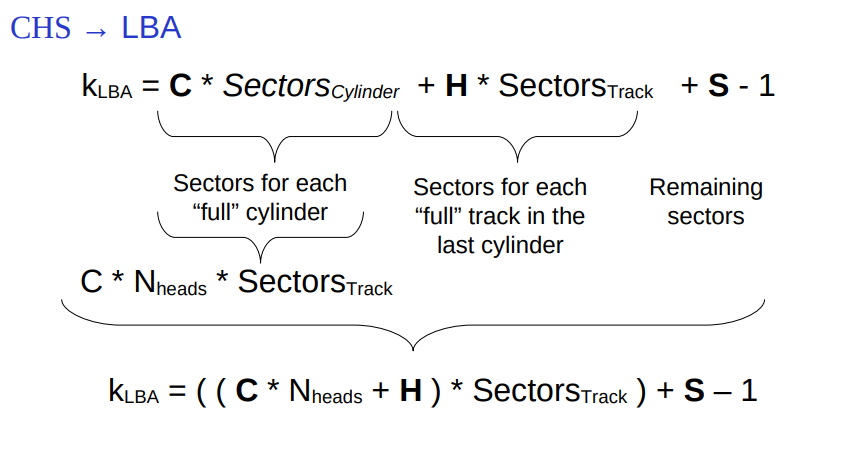 CHS → LBA
kLBA = C * SectorsCylinder + H * SectorsTrack + S - 1
Sectors for each
“full” cylinder
Sectors for each
“full” track in the
last cylinder
Remaining
sectors
C * Nheads * SectorsTrack
kLBA = ( ( C * Nheads + H ) * SectorsTrack ) + S – 1